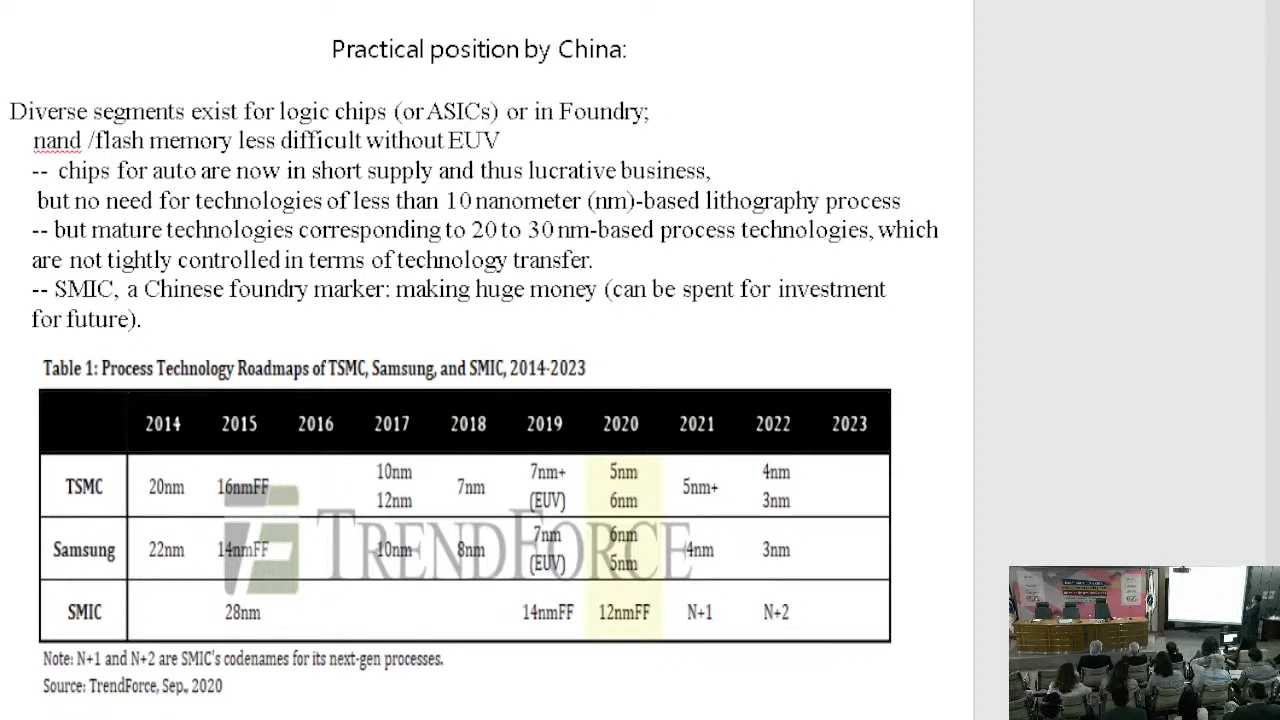 Practical position by China:
Diverse segments exist for logic chips (or ASICs) or in Foundry;
nand /flash memory less difficult without EUV
-- chips for auto are now in short supply and thus lucrative business,
but no need for technologies of less than 10 nanometer (nm)-based lithography process
-- but mature technologies corresponding to 20 to 30 nm-based process technologies, which
are not tightly controlled in terms of technology transfer.
-- SMIC, a Chinese foundry marker: making huge money (can be spent for investment
for future).
Table 1: Process Technology Roadmaps of TSMC, Samsung, and SMIC, 2014-2023
2014 2015 2016 2017 2018 2019 2020 2021 2022 2023
TSMC 20nm 16nmFF 10nm 12nm 7nm 7nm+ (EUV) 5nm 6nm 5nm+ 4nm 3nm
TRENDFORCE
Samsung 22nm 14nmFF 10nm 8nm 7nm (EUV) 6nm 5nm 4nm 3nm
SMIC 28nm 14nmFF 12nmFF N+1 N+2
Note: N+1 and N+2 are SMIC's codenames for its next-gen processes.
Source: TrendForce, Sep., 2020